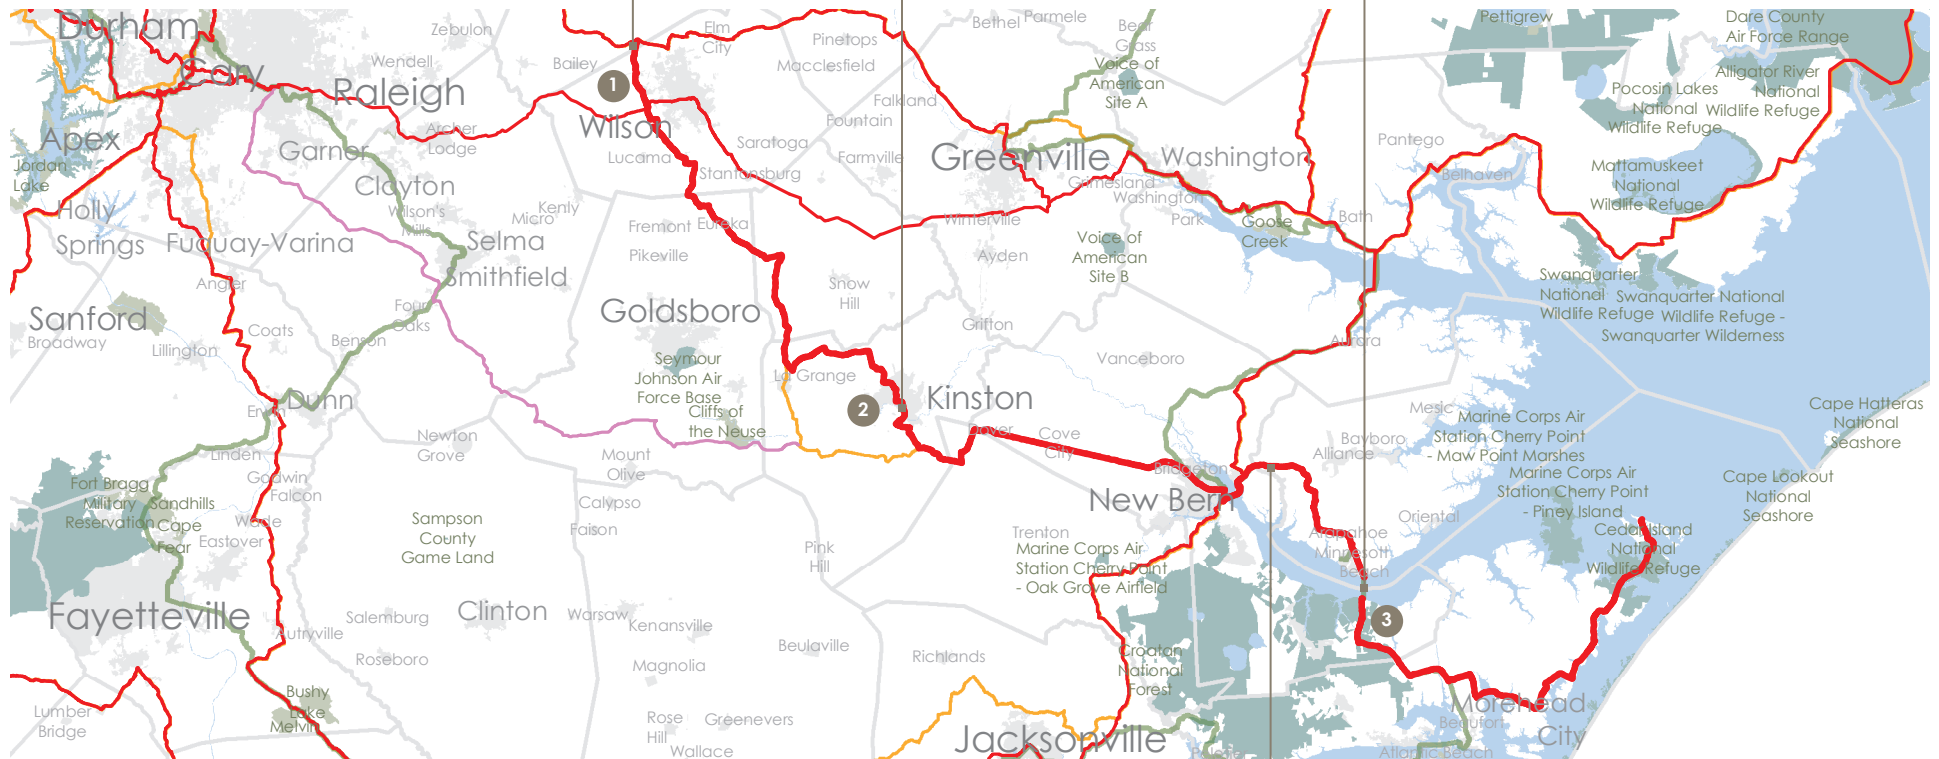 Durham
Zebulon
Elm
City
Bethel
Parmele
Bear
Grass
Pettigrew
Dare County
Air Force Range
Cary
Wendell
Raleigh
Bailey
Pinetops
Macclesfield
Voice of
American
Site A
Alligator River
National
Wildlife Refuge
Pocosin Lakes
National
Wildlife Refuge
1
Wilson
Falkland
Fountain
Apex
Archer
Lodge
Garner
Jordan
Lake
Lucama
Saratoga
Farmville
Greenville
Washington
Pantego
Belhaven
Mattamuskeet
National
Wildlife Refuge
Clayton
Stantonsburg
Grimesland
Washington
Park
Holly
Springs
Wilson's
Mills
Micro
Kenly
Fremont
Eureka
Winterville
Goose
Creek
Bath
Fuquay-Varina
Selma
Smithfield
Pikeville
Ayden
Voice of
American
Site B
Swanquarter
National
Wildlife Refuge
Swanquarter National
Wildlife Refuge -
Swanquarter Wilderness
Angier
Four
Oaks
Snow
Hill
Sanford
Broadway
Coats
Lillington
Benson
Goldsboro
Grifton
Vanceboro
Aurora
Seymour
Johnson Air
Force Base
La Grange
Cliffs of
the Neuse
2
Kinston
Dunn
Erwin
Dover
Cove
City
Mesic
Marine Corps Air
Station Cherry Point
- Maw Point Marshes
Cape Hatteras
National
Seashore
Bayboro
Alliance
Linden
Newton
Grove
Mount
Olive
Bridgeton
Marine Corps Air
Station Cherry Point
- Piney Island
Cape Lookout
National
Seashore
Fort Bragg
Military
Reservation
Sandhills
Cape
Fear
Godwin
Falcon
Wade
Eastover
Calypso
Faison
New Bern
Oriental
Sampson
County
Game Land
Trenton
Marine Corps Air
Station Cherry Point
- Oak Grove Airfield
Arapahoe
Minnesott
Beach
Cedar Island
National
Wildlife Refuge
Pink
Hill
Fayetteville
Salemburg
Clinton
Warsaw
Kenansville
3
Autryville
Roseboro
Beulaville
Richlands
Magnolia
Croatan
National
Forest
Bushy
Lake
Melvin
Lumber
Bridge
Rose
Hill
Greenevers
Wallace
Jacksonville
Morehead
City
Beaufort
Atlantic Beach